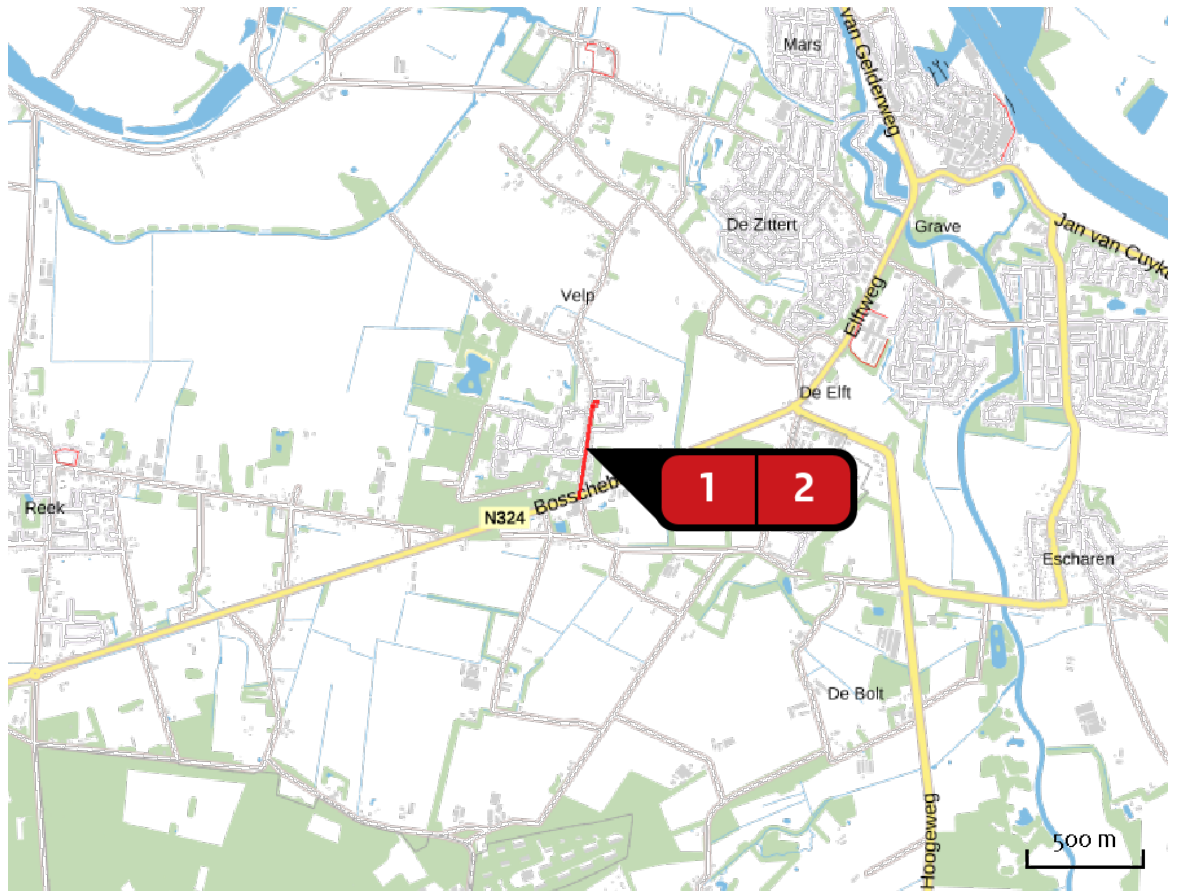 Mars
van Gelderweg
De Zittert
Grave
Jan van Cuyk
Velp
Elftweg
De Elft
1 2
Reek
N324
Bosscheb
Escharen
De Bolt
Hoogeweg
500 m